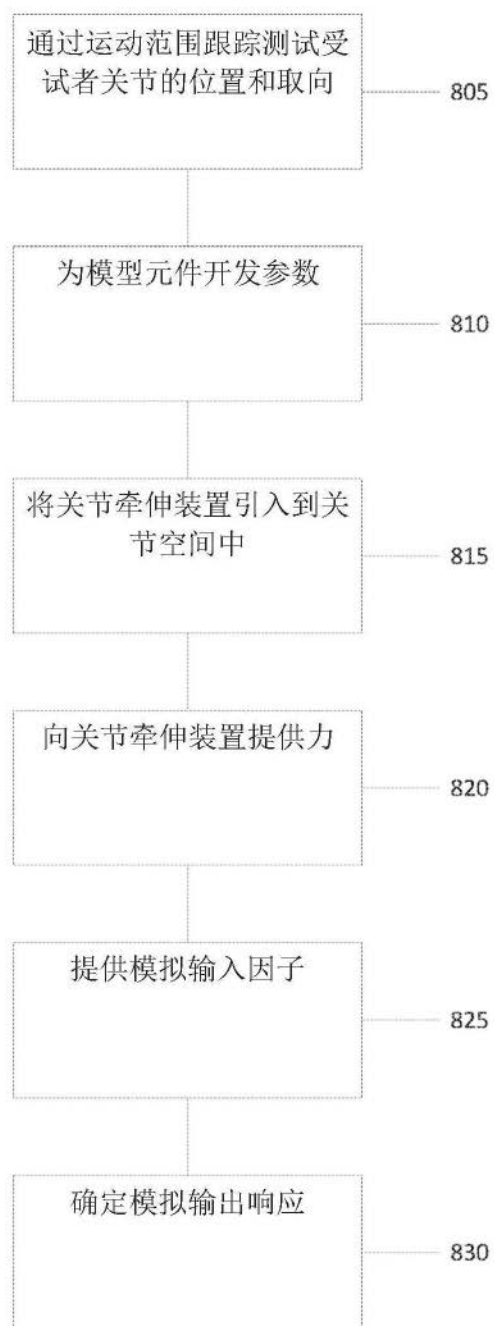 通过运动范围跟踪测试受
试者关节的位置和取向
805
为模型元件开发参数
810
将关节牵伸装置引入到关
节空间中
815
向关节牵伸装置提供力
820
提供模拟输入因子
825
确定模拟输出响应
830